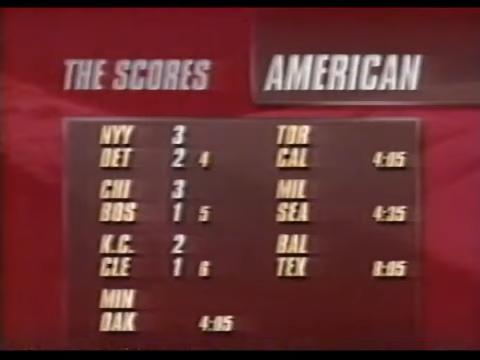 THE SCORES
AMERICAN
NYY 3
DET 2 4
CHI 3
BOS 1 5
K.C. 2
CLE 1 6
MIN
OAK 4:05
TOR
CAL 4:05
MIL
SEA 4:35
BAL
TEX 8:05